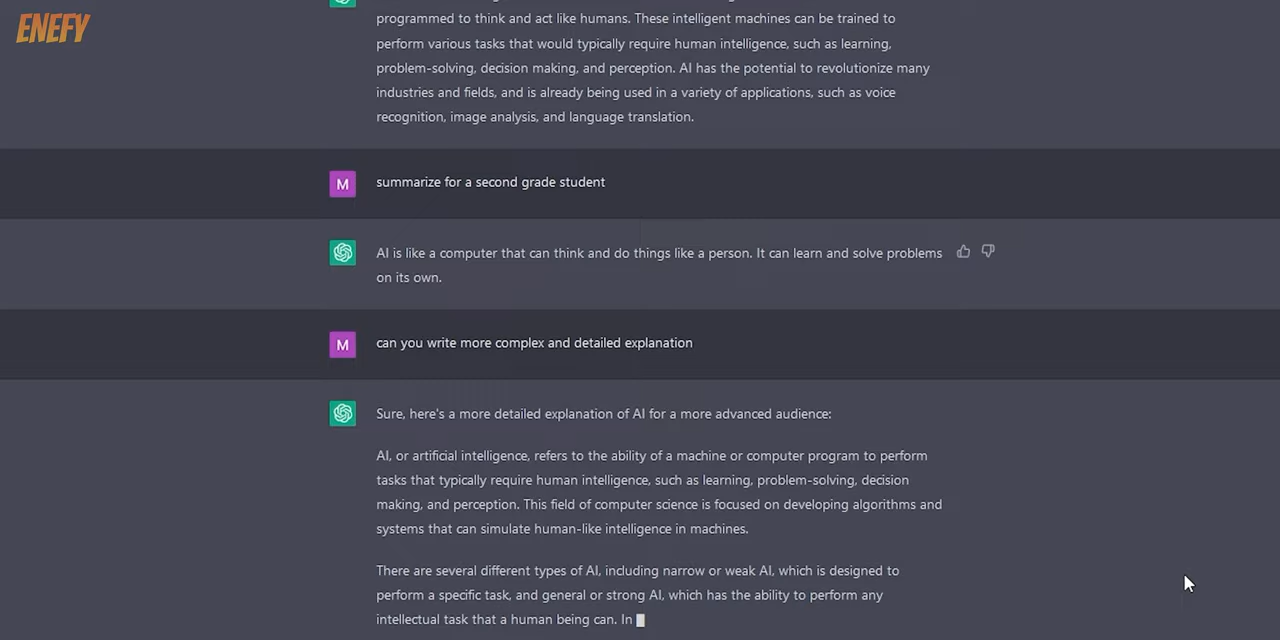 ENEFY
programmed to think and act like humans. These intelligent machines can be trained to
perform various tasks that would typically require human intelligence, such as learning,
problem-solving, decision making, and perception. AI has the potential to revolutionize many
industries and fields, and is already being used in a variety of applications, such as voice
recognition, image analysis, and language translation.
M
summarize for a second grade student
AI is like a computer that can think and do things like a person. It can learn and solve problems
on its own.
M
can you write more complex and detailed explanation
Sure, here's a more detailed explanation of AI for a more advanced audience:
AI, or artificial intelligence, refers to the ability of a machine or computer program to perform
tasks that typically require human intelligence, such as learning, problem-solving, decision
making, and perception. This field of computer science is focused on developing algorithms and
systems that can simulate human-like intelligence in machines.
There are several different types of AI, including narrow or weak AI, which is designed to
perform a specific task, and general or strong AI, which has the ability to perform any
intellectual task that a human being can. In